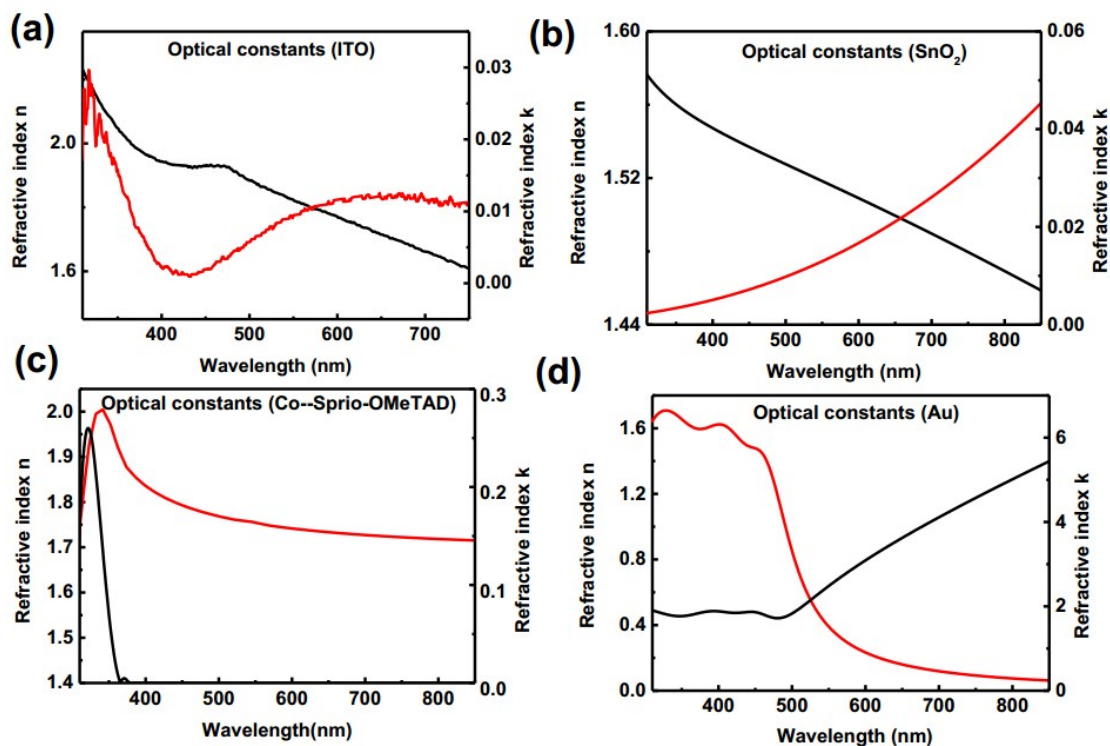 (a)
Optical constants (ITO)
Refractive index n
2.0
1.6
0.03
0.02
0.01
0.00
Refractive index k
400 500 600 700
Wavelength (nm)
(b)
Optical constants (SnO2)
Refractive index n
1.60
1.52
1.44
0.06
0.04
0.02
0.00
Refractive index k
400 500 600 700 800
Wavelength (nm)
(c)
Optical constants (Co--Sprio-OMeTAD)
Refractive index n
2.0
1.9
1.8
1.7
1.6
1.5
1.4
0.3
0.2
0.1
0.0
Refractive index k
400 500 600 700 800
Wavelength(nm)
(d)
Optical constants (Au)
Refractive index n
1.6
1.2
0.8
0.4
0.0
6
4
2
0
Refractive index k
400 500 600 700 800
Wavelength (nm)